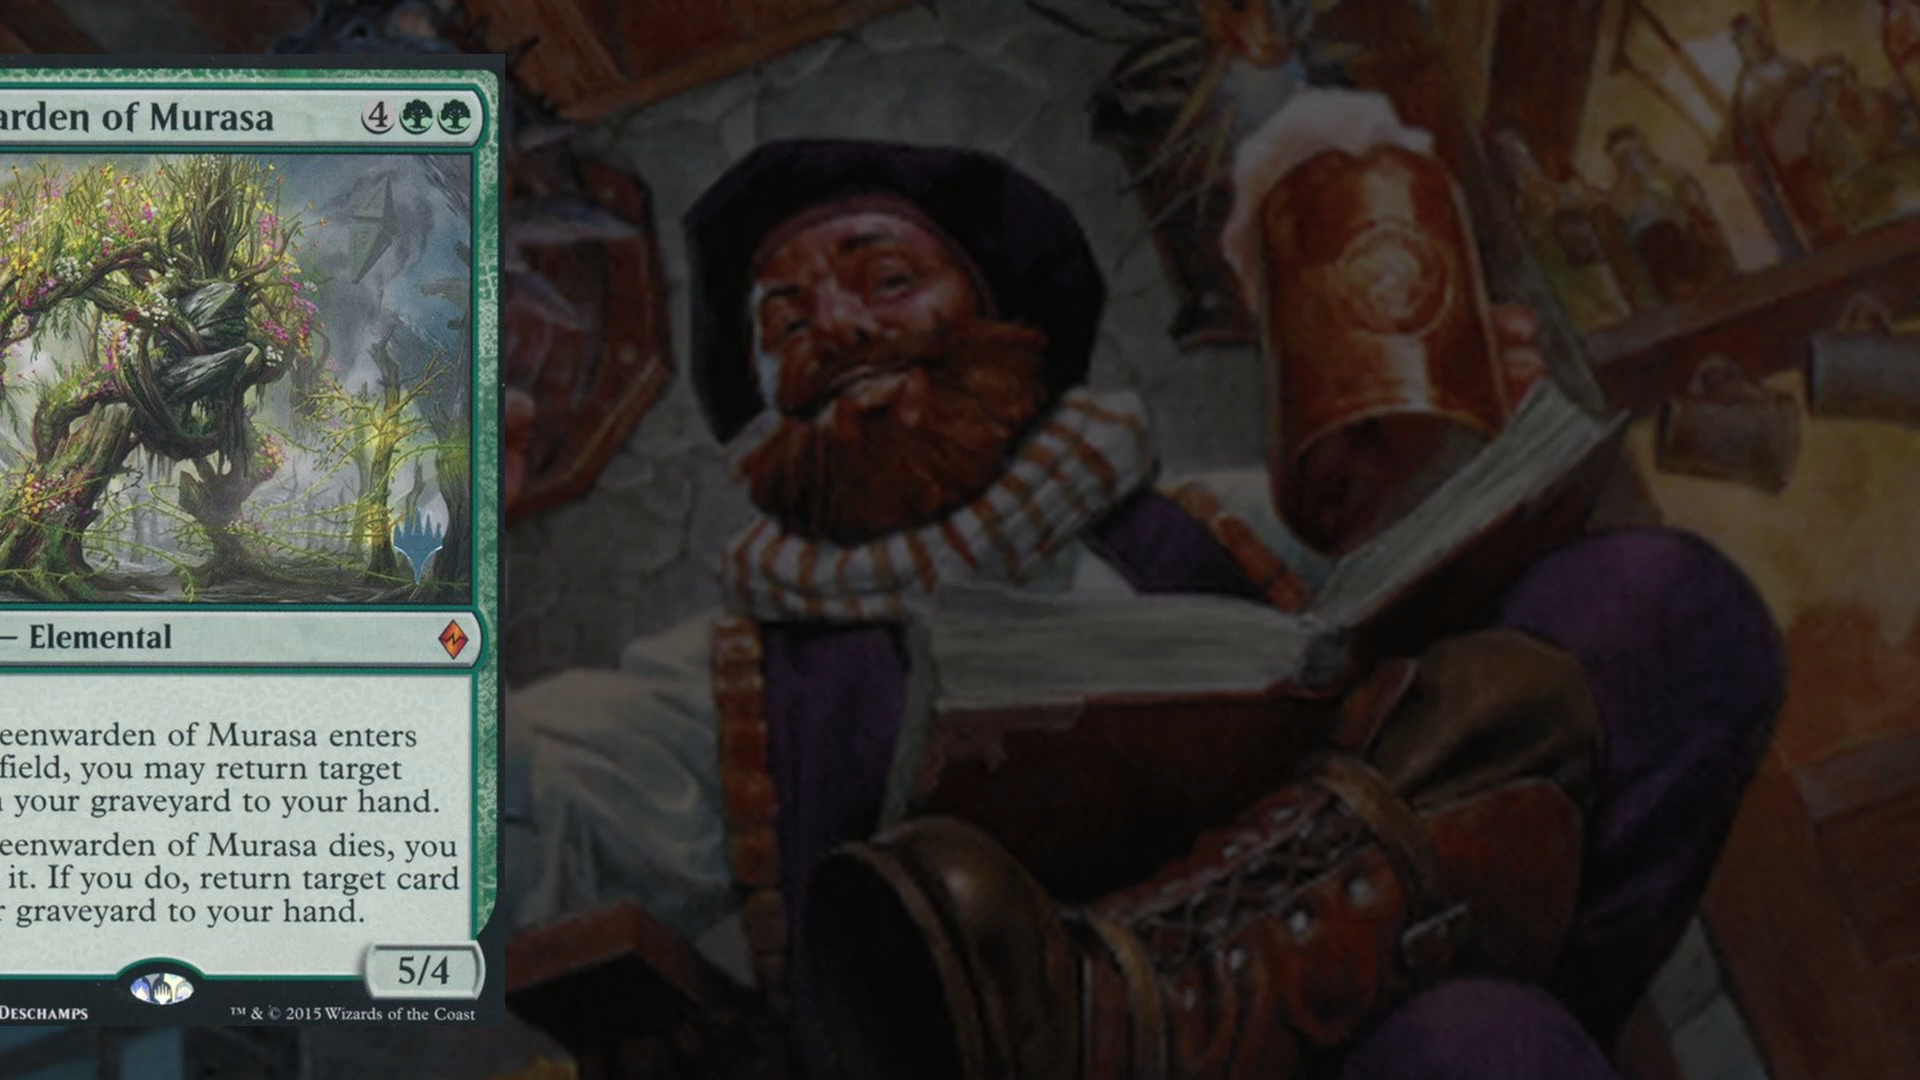 arden of Murasa 4
– Elemental
eenwarden of Murasa enters
field, you may return target
your graveyard to your hand.
eenwarden of Murasa dies, you
it. If you do, return target card
graveyard to your hand.
5/4
DESCHAMPS ™ & © 2015 Wizards of the Coast